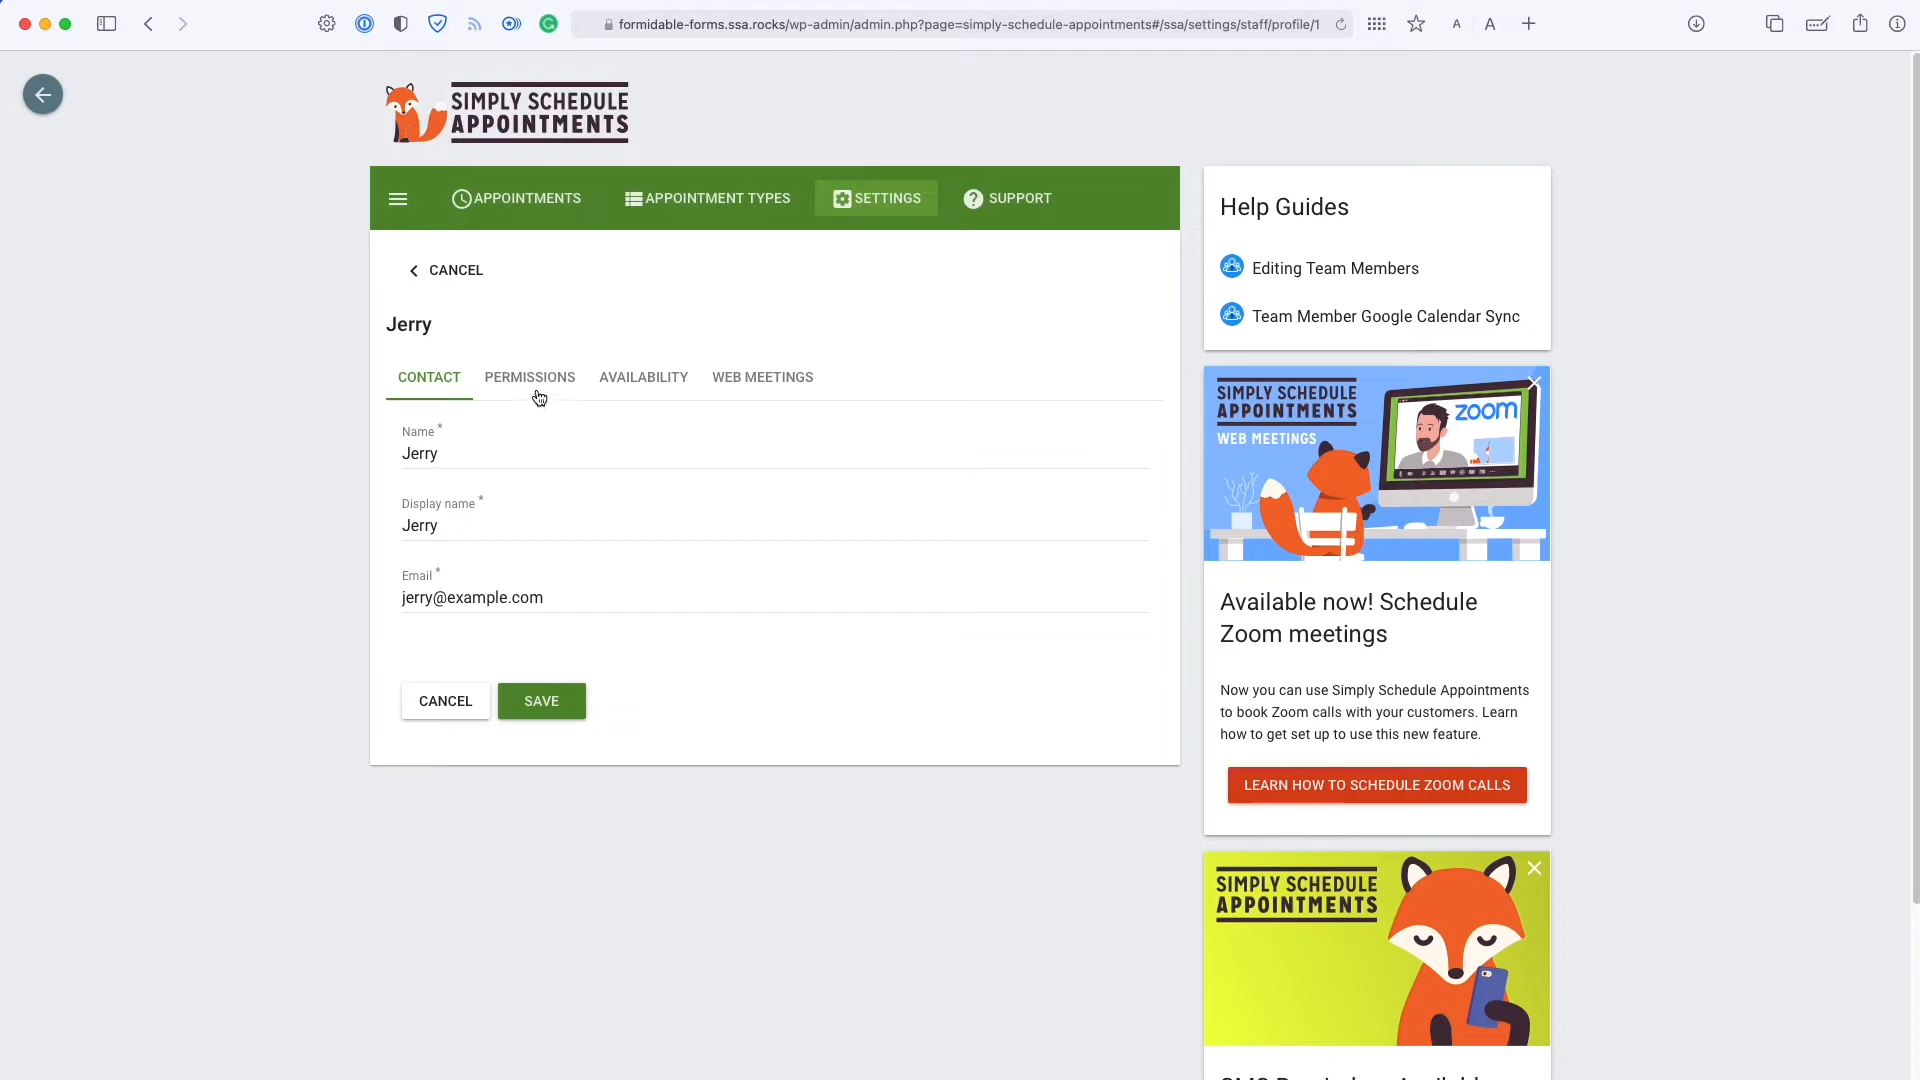 formidable-forms.ssa.rocks/wp-admin/admin.php?page=simply-schedule-appointments#/ssa/settings/staff/profile/1
A
A
SIMPLY SCHEDULE
APPOINTMENTS
APPOINTMENTS
APPOINTMENT TYPES
SETTINGS
SUPPORT
CANCEL
Jerry
CONTACT
PERMISSIONS
AVAILABILITY
WEB MEETINGS
Name *
Jerry
Display name *
Jerry
Email *
jerry@example.com
CANCEL
SAVE
Help Guides
Editing Team Members
Team Member Google Calendar Sync
SIMPLY SCHEDULE
APPOINTMENTS
WEB MEETINGS
zoom
Available now! Schedule
Zoom meetings
Now you can use Simply Schedule Appointments
to book Zoom calls with your customers. Learn
how to get set up to use this new feature.
LEARN HOW TO SCHEDULE ZOOM CALLS
SIMPLY SCHEDULE
APPOINTMENTS